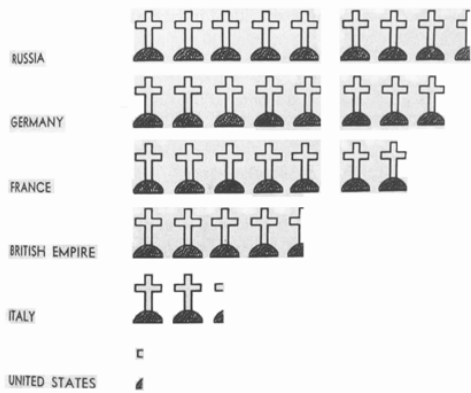 RUSSIA
GERMANY
FRANCE
BRITISH EMPIRE
ITALY
UNITED STATES